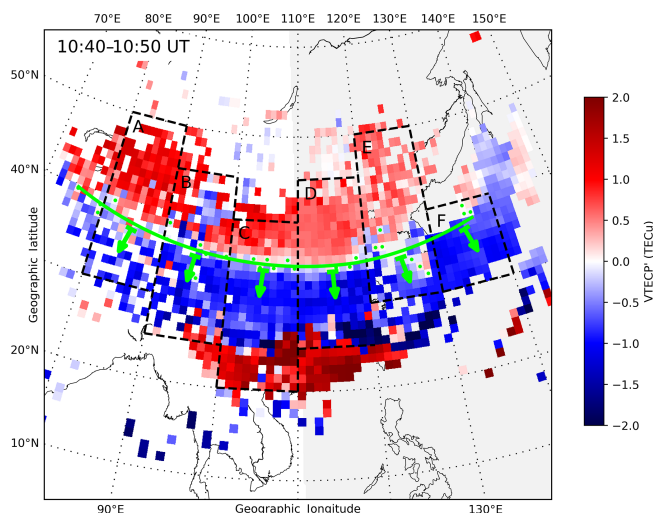 70°E 80°E 90°E 100°E 110°E 120°E 130°E 140°E 150°E
10:40–10:50 UT
50°N
40°N
20°N
10°N
Geographic latitude
A
B
C
D
E
F
90°E Geographic longitude 130°E
2.0
1.5
1.0
0.5
0.0
−0.5
−1.0
−1.5
−2.0
VTECP' (TECu)